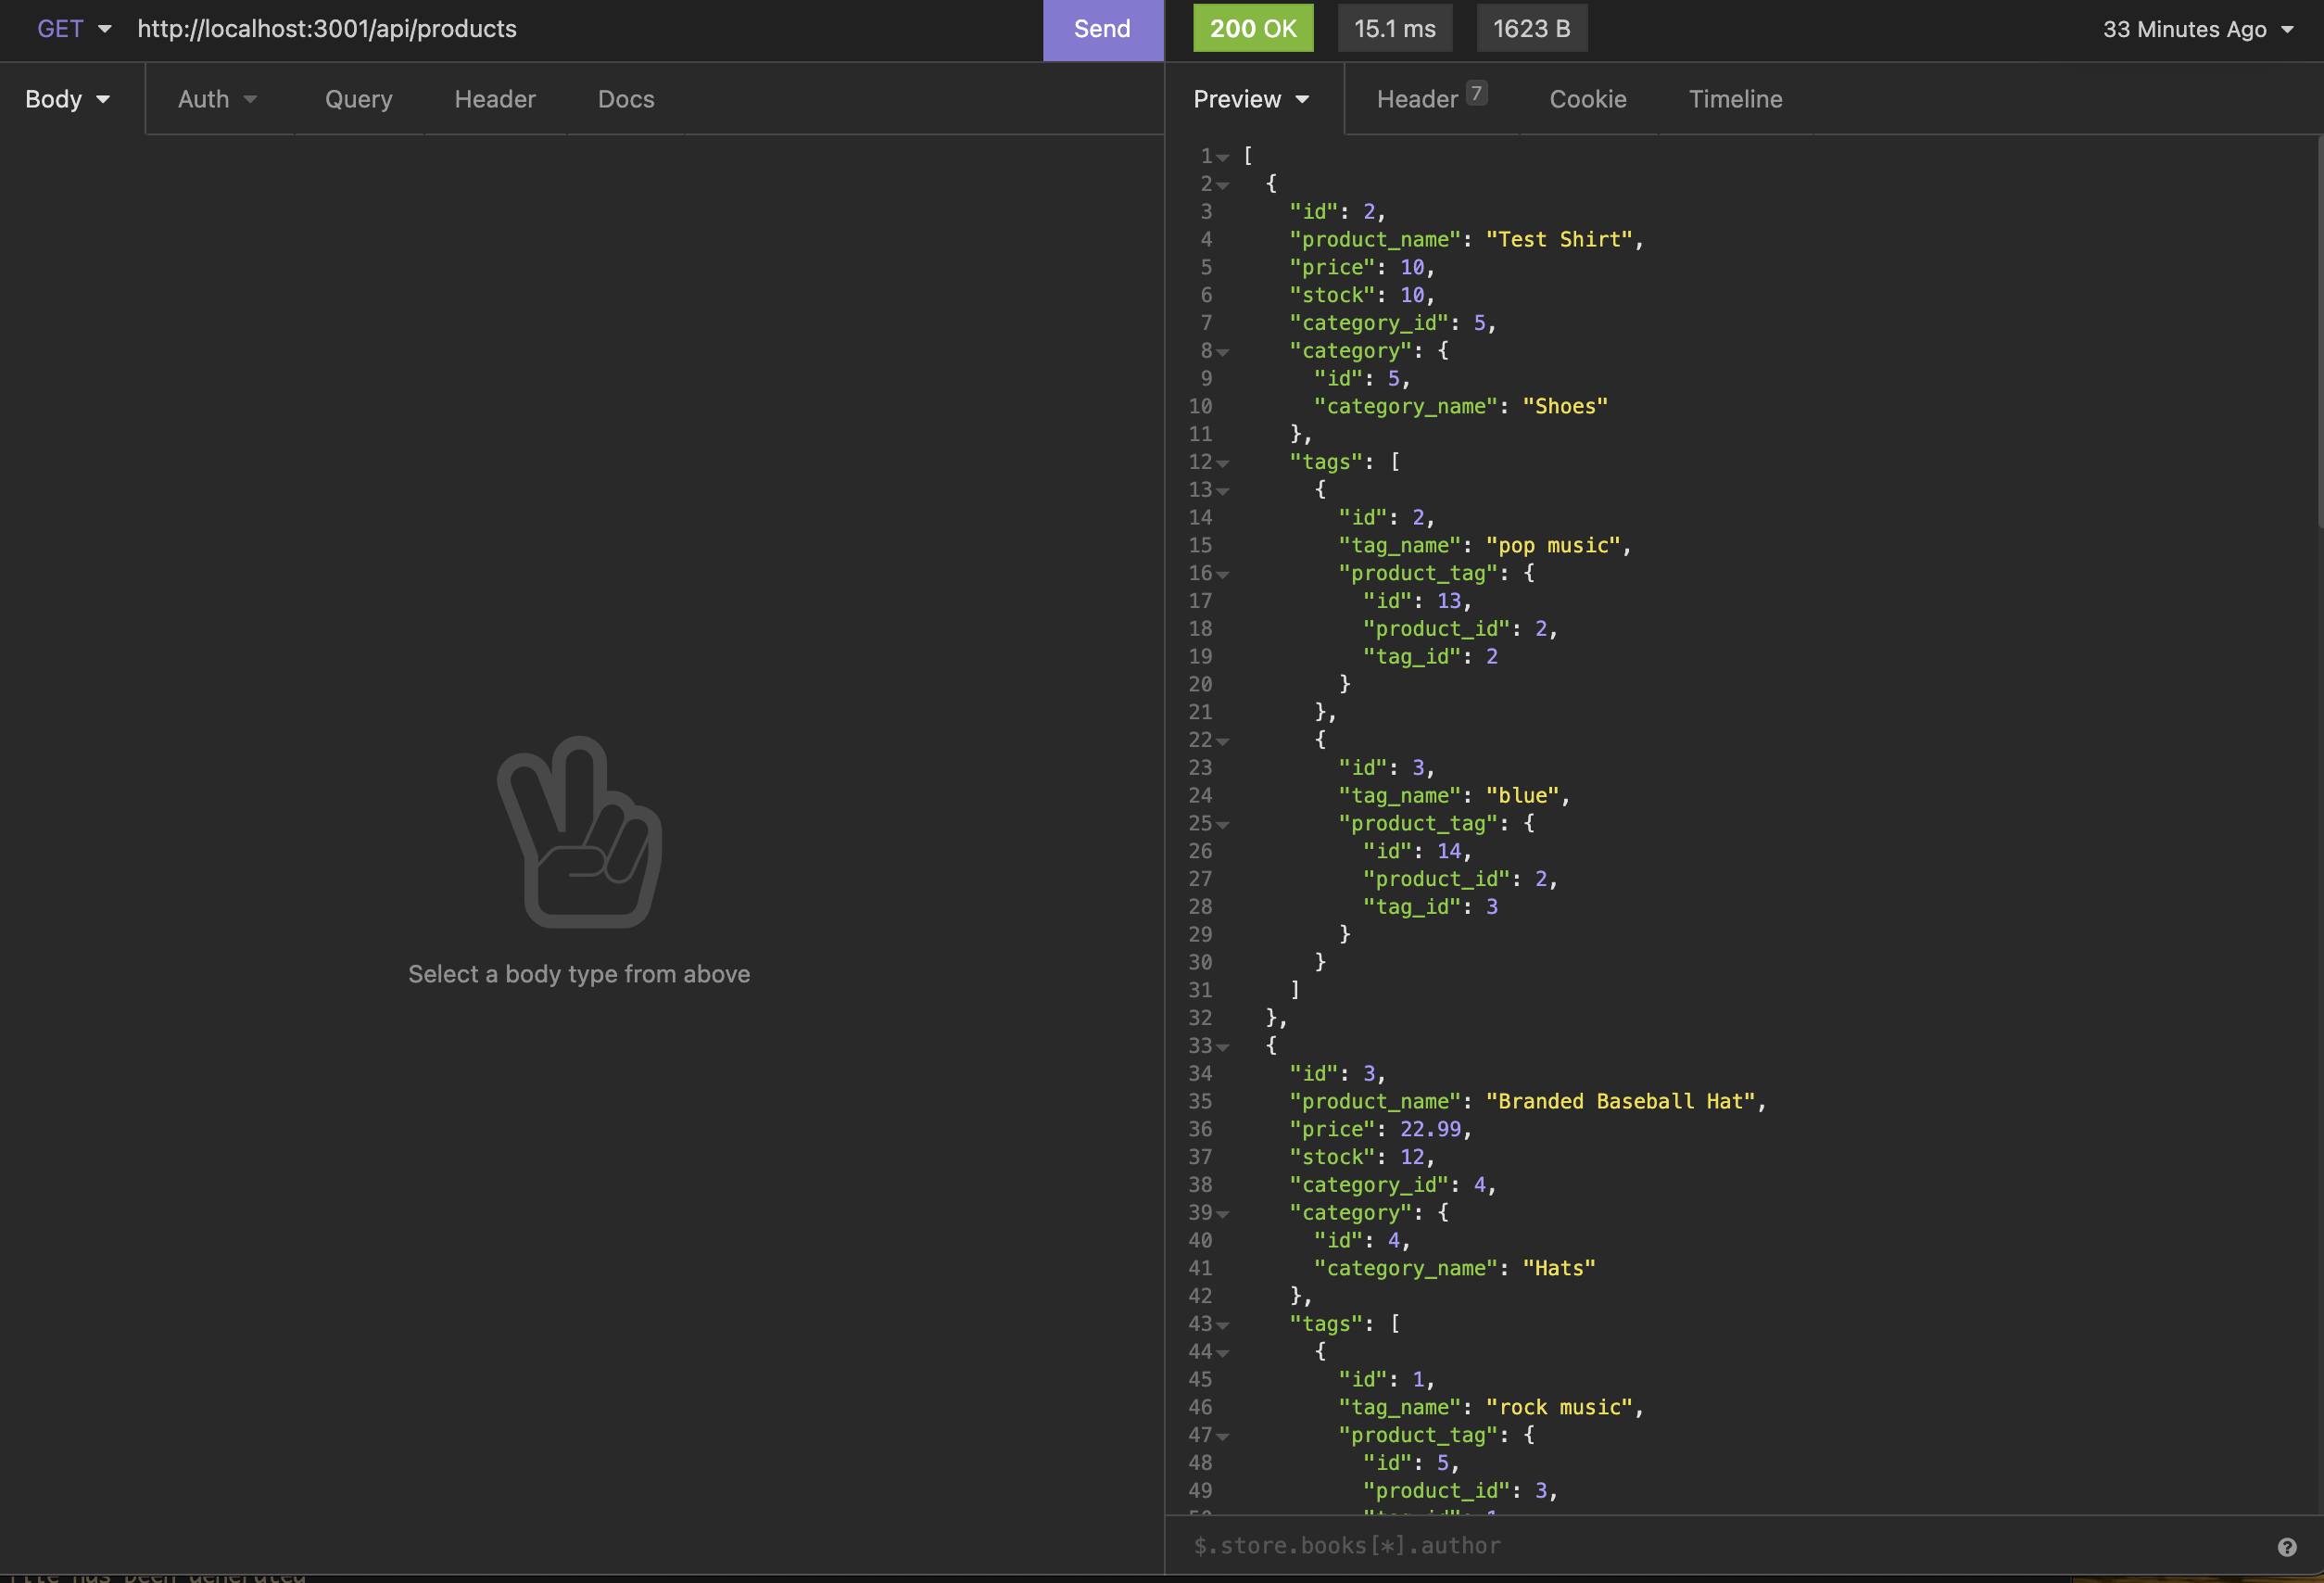 GET http://localhost:3001/api/products Send 200 OK 15.1 ms 1623 B 33 Minutes Ago
Body Auth Query Header Docs Preview Header 7 Cookie Timeline
1 [
2 {
3 "id": 2,
4 "product_name": "Test Shirt",
5 "price": 10,
6 "stock": 10,
7 "category_id": 5,
8 "category": {
9 "id": 5,
10 "category_name": "Shoes"
11 },
12 "tags": [
13 {
14 "id": 2,
15 "tag_name": "pop music",
16 "product_tag": {
17 "id": 13,
18 "product_id": 2,
19 "tag_id": 2
20 }
21 },
22 {
23 "id": 3,
24 "tag_name": "blue",
25 "product_tag": {
26 "id": 14,
27 "product_id": 2,
28 "tag_id": 3
29 }
30 }
31 ]
32 },
33 {
34 "id": 3,
35 "product_name": "Branded Baseball Hat",
36 "price": 22.99,
37 "stock": 12,
38 "category_id": 4,
39 "category": {
40 "id": 4,
41 "category_name": "Hats"
42 },
43 "tags": [
44 {
45 "id": 1,
46 "tag_name": "rock music",
47 "product_tag": {
48 "id": 5,
49 "product_id": 3,
Select a body type from above
$.store.books[*].author